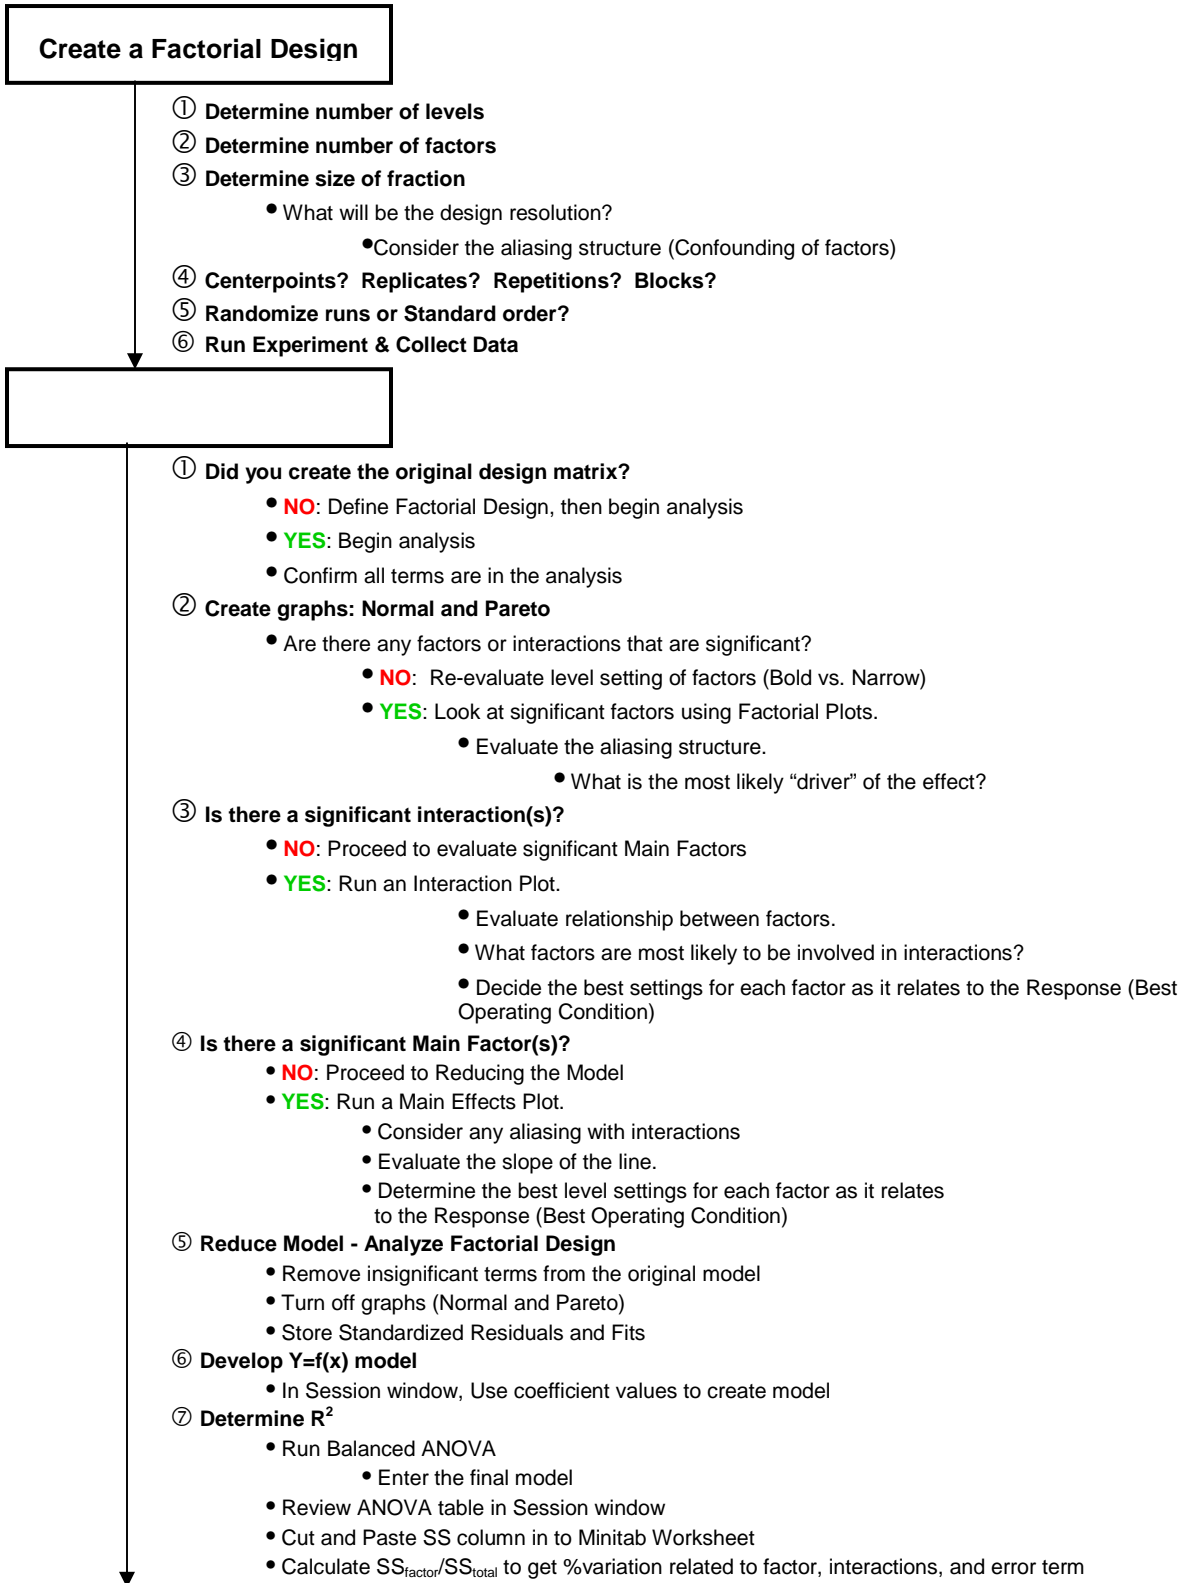 Create a Factorial Design
① Determine number of levels
② Determine number of factors
③ Determine size of fraction
• What will be the design resolution?
•Consider the aliasing structure (Confounding of factors)
④ Centerpoints? Replicates? Repetitions? Blocks?
⑤ Randomize runs or Standard order?
⑥ Run Experiment & Collect Data
① Did you create the original design matrix?
• NO: Define Factorial Design, then begin analysis
• YES: Begin analysis
• Confirm all terms are in the analysis
② Create graphs: Normal and Pareto
• Are there any factors or interactions that are significant?
• NO: Re-evaluate level setting of factors (Bold vs. Narrow)
• YES: Look at significant factors using Factorial Plots.
• Evaluate the aliasing structure.
• What is the most likely “driver” of the effect?
③ Is there a significant interaction(s)?
• NO: Proceed to evaluate significant Main Factors
• YES: Run an Interaction Plot.
• Evaluate relationship between factors.
• What factors are most likely to be involved in interactions?
• Decide the best settings for each factor as it relates to the Response (Best
Operating Condition)
④ Is there a significant Main Factor(s)?
• NO: Proceed to Reducing the Model
• YES: Run a Main Effects Plot.
• Consider any aliasing with interactions
• Evaluate the slope of the line.
• Determine the best level settings for each factor as it relates
to the Response (Best Operating Condition)
⑤ Reduce Model - Analyze Factorial Design
• Remove insignificant terms from the original model
• Turn off graphs (Normal and Pareto)
• Store Standardized Residuals and Fits
⑥ Develop Y=f(x) model
• In Session window, Use coefficient values to create model
⑦ Determine R²
• Run Balanced ANOVA
• Enter the final model
• Review ANOVA table in Session window
• Cut and Paste SS column in to Minitab Worksheet
• Calculate SSfactor/SStotal to get %variation related to factor, interactions, and error term